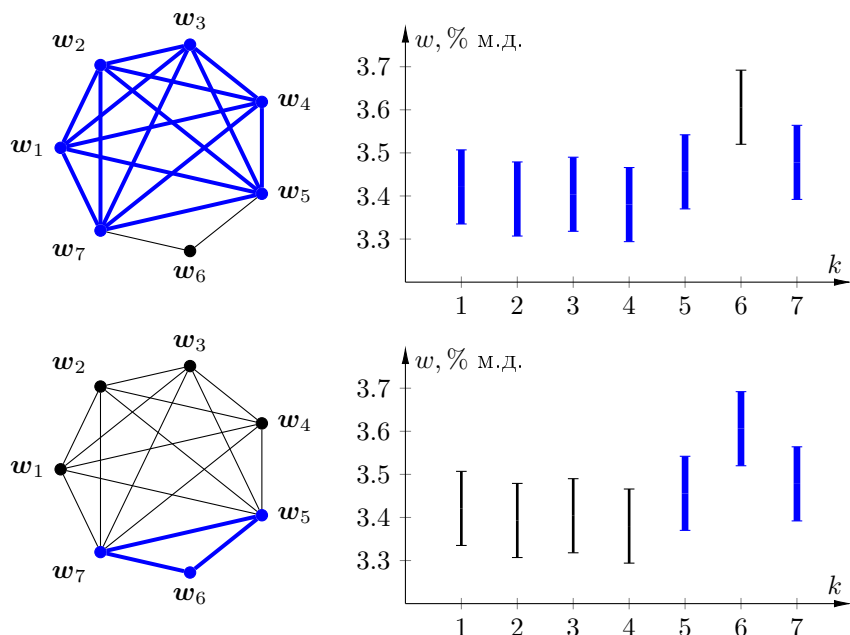 w₃
w₂
w₄
w₁
w₅
w₇
w₆
w, % м.д.
3.7
3.6
3.5
3.4
3.3
k
1 2 3 4 5 6 7
w₃
w₂
w₄
w₁
w₅
w₇
w₆
w, % м.д.
3.7
3.6
3.5
3.4
3.3
k
1 2 3 4 5 6 7